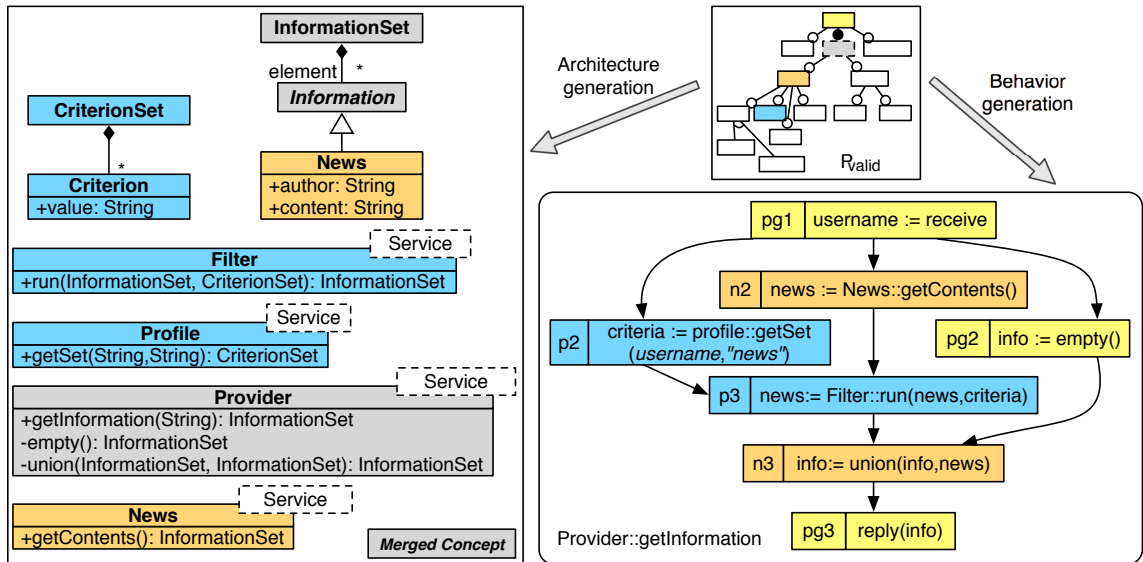 InformationSet
element
*
Information
CriterionSet
*
Criterion
+value: String
News
+author: String
+content: String
Service
Filter
+run(InformationSet, CriterionSet): InformationSet
Service
Profile
+getSet(String,String): CriterionSet
Service
Provider
+getInformation(String): InformationSet
-empty(): InformationSet
-union(InformationSet, InformationSet): InformationSet
Service
News
+getContents(): InformationSet
Merged Concept
Architecture
generation
Rvalid
Behavior
generation
pg1 username := receive
n2 news := News::getContents()
p2 criteria := profile::getSet
(username,"news")
pg2 info := empty()
p3 news:= Filter::run(news,criteria)
n3 info:= union(info,news)
pg3 reply(info)
Provider::getInformation